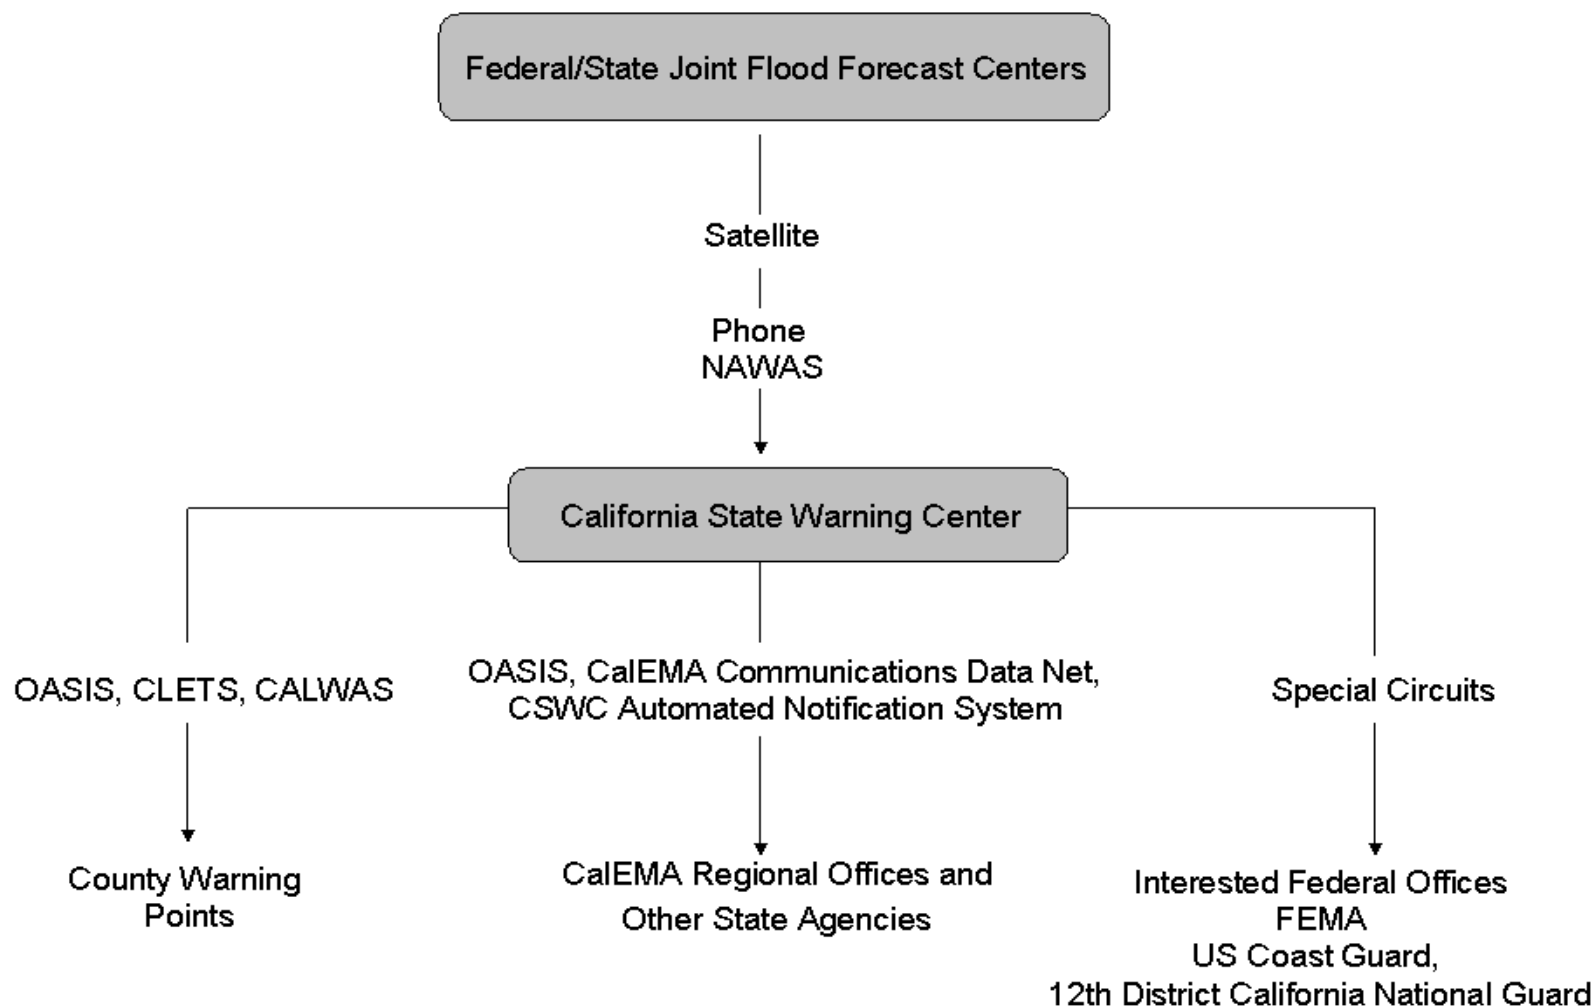 Federal/State Joint Flood Forecast Centers
Satellite
Phone
NAWAS
California State Warning Center
OASIS, CLETS, CALWAS
OASIS, CalEMA Communications Data Net,
CSWC Automated Notification System
Special Circuits
County Warning
Points
CalEMA Regional Offices and
Other State Agencies
Interested Federal Offices
FEMA
US Coast Guard,
12th District California National Guard